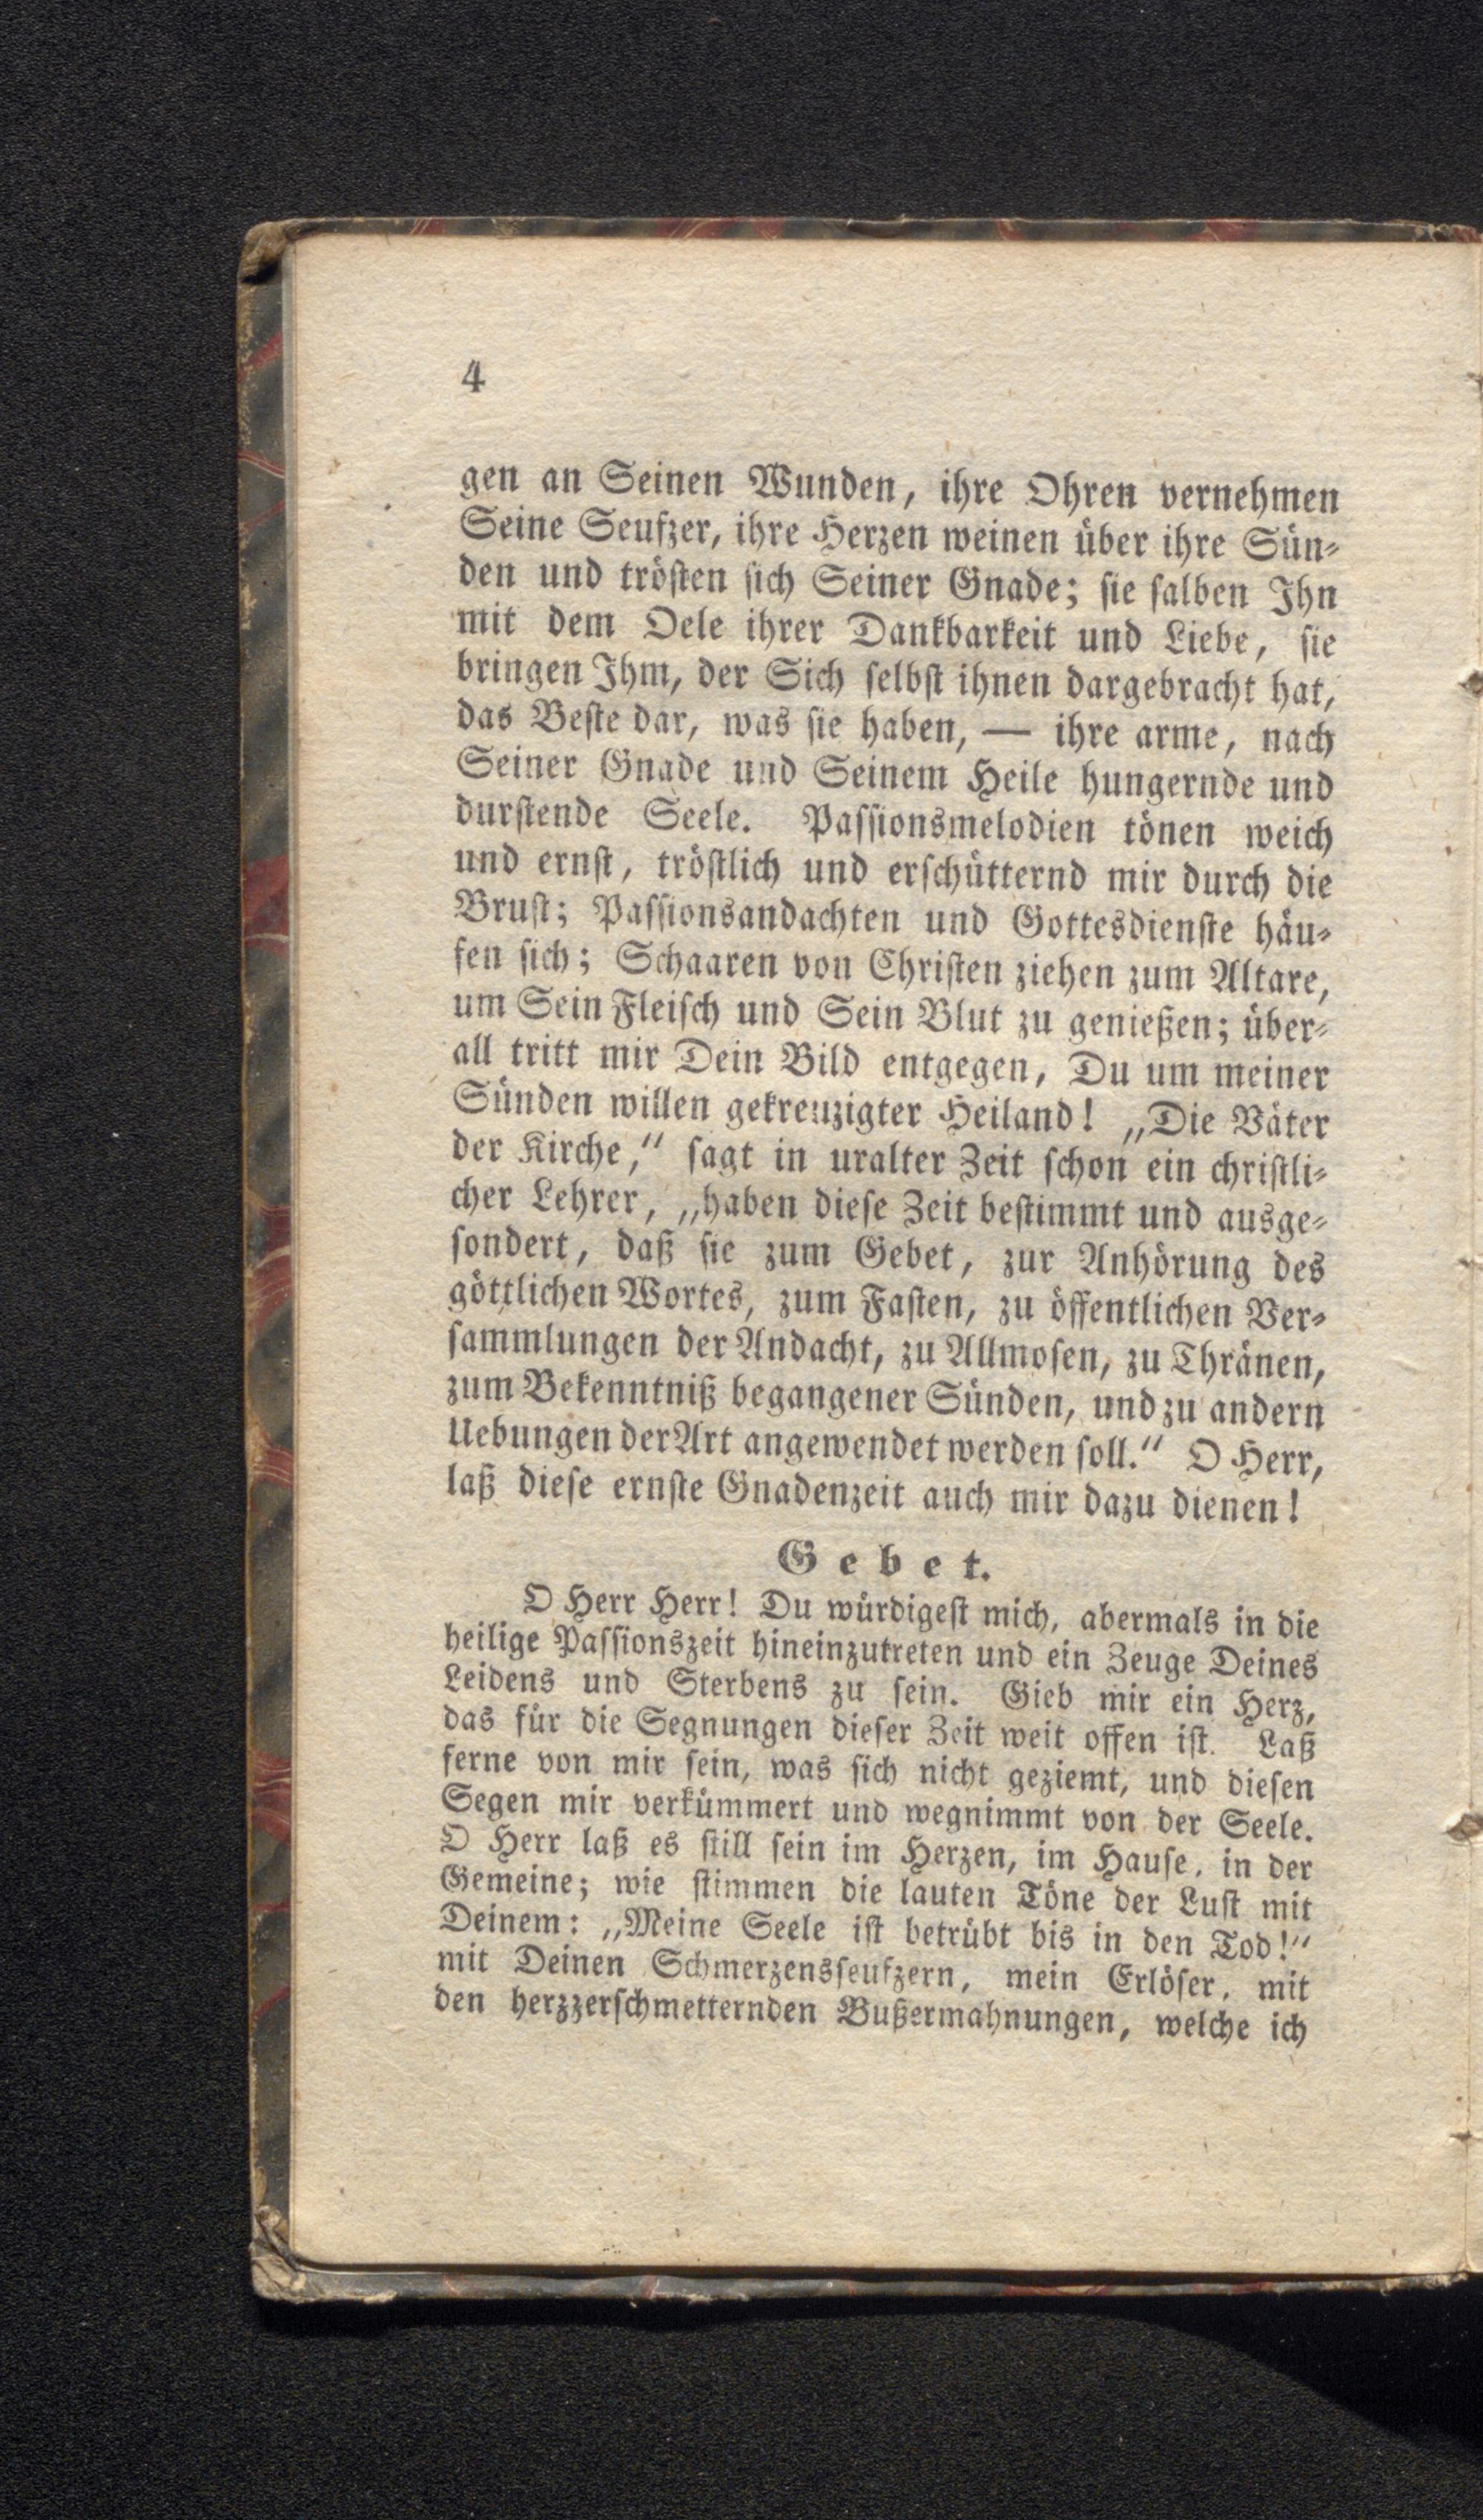 4
gen an Seinen Wunden, ihre Ohren vernehmen
Seine Seufzer, ihre Herzen weinen über ihre Sün-
den und trösten sich Seiner Gnade; sie salben Ihn
mit dem Oele ihrer Dankbarkeit und Liebe, sie
bringen Ihm, der Sich selbst ihnen dargebracht hat,
das Beste dar, was sie haben, — ihre arme, nach
Seiner Gnade und Seinem Heile hungernde und
durstende Seele. Passionsmelodien tönen weich
und ernst, tröstlich und erschütternd mir durch die
Brust; Passionsandachten und Gottesdienste häu-
fen sich; Schaaren von Christen ziehen zum Altare,
um Sein Fleisch und Sein Blut zu genießen; über-
all tritt mir Dein Bild entgegen, Du um meiner
Sünden willen gekreuzigter Heiland! „Die Väter
der Kirche,“ sagt in uralter Zeit schon ein christli-
cher Lehrer, „haben diese Zeit bestimmt und ausge-
sondert, daß sie zum Gebet, zur Anhörung des
göttlichen Wortes, zum Fasten, zu öffentlichen Ver-
sammlungen der Andacht, zu Allmosen, zu Thränen,
zum Bekenntniß begangener Sünden, und zu andern
Uebungen der Art angewendet werden soll.“ O Herr,
laß diese ernste Gnadenzeit auch mir dazu dienen!
Gebet.
O Herr Herr! Du würdigest mich, abermals in die
heilige Passionszeit hineinzutreten und ein Zeuge Deines
Leidens und Sterbens zu sein. Gieb mir ein Herz,
das für die Segnungen dieser Zeit weit offen ist. Laß
ferne von mir sein, was sich nicht geziemt, und diesen
Segen mir verkümmert und wegnimmt von der Seele.
O Herr laß es still sein im Herzen, im Hause, in der
Gemeine; wie stimmen die lauten Töne der Lust mit
Deinem: „Meine Seele ist betrübt bis in den Tod!“
mit Deinen Schmerzensseufzern, mein Erlöser, mit
den herzzerschmetternden Bußermahnungen, welche ich